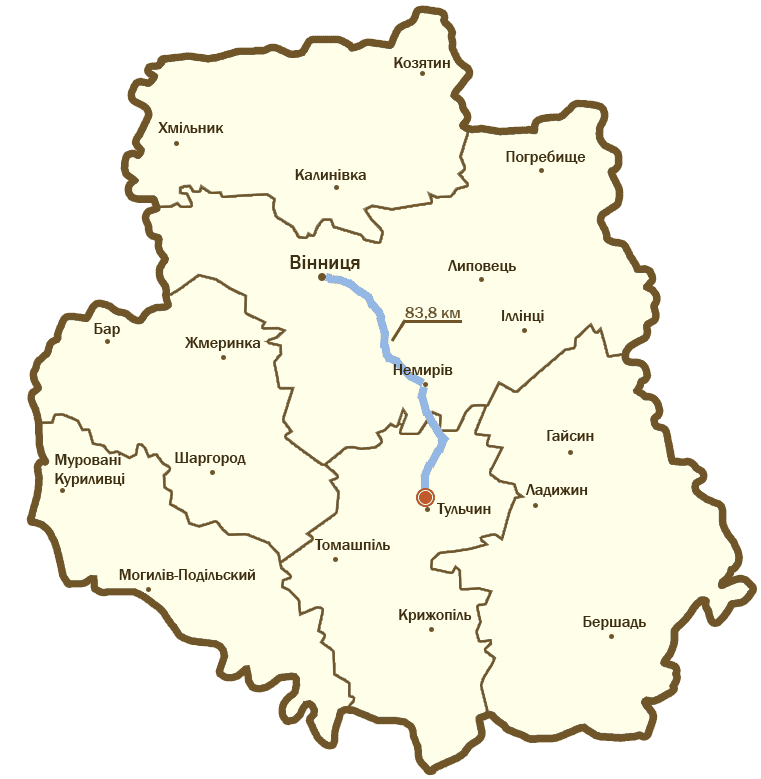 Козятин
Хмільник
Погребище
Калинівка
Вінниця
Липовець
83,8 км
Іллінці
Бар
Жмеринка
Немирів
Гайсин
Муровані
Куриливці
Шаргород
Ладижин
Тульчин
Томашпіль
Могилів-Подільский
Крижопіль
Бершадь